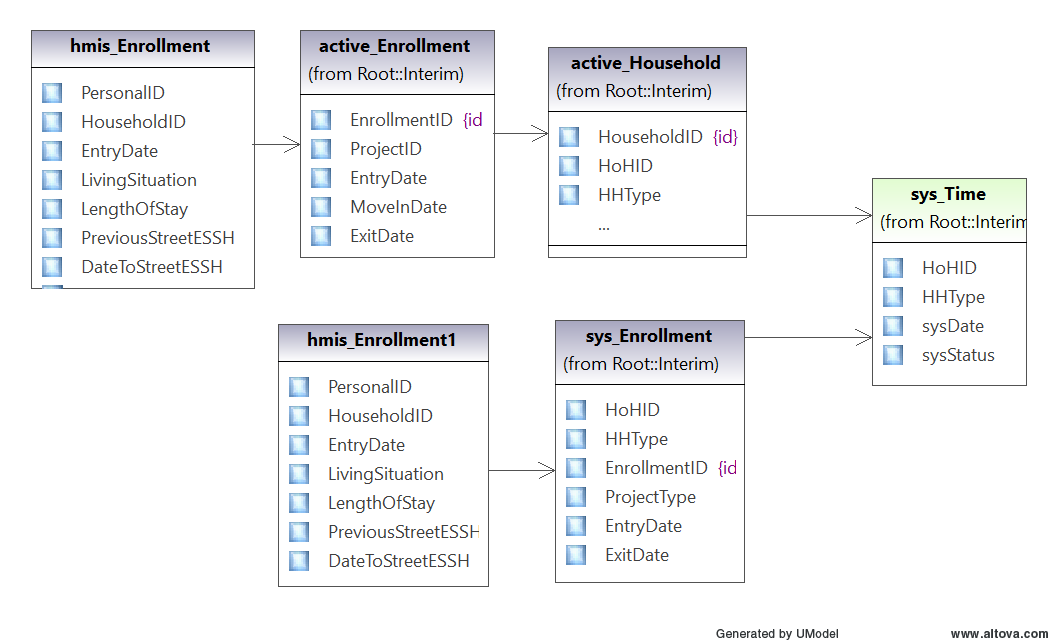 hmis_Enrollment
PersonalID
HouseholdID
EntryDate
LivingSituation
LengthOfStay
PreviousStreetESSH
DateToStreetESSH
active_Enrollment
(from Root::Interim)
EnrollmentID {id
ProjectID
EntryDate
MoveInDate
ExitDate
active_Household
(from Root::Interim)
HouseholdID {id}
HoHID
HHType
...
sys_Time
(from Root::Interim
HoHID
HHType
sysDate
sysStatus
hmis_Enrollment1
PersonalID
HouseholdID
EntryDate
LivingSituation
LengthOfStay
PreviousStreetESSH
DateToStreetESSH
sys_Enrollment
(from Root::Interim)
HoHID
HHType
EnrollmentID {id
ProjectType
EntryDate
ExitDate
Generated by UModel www.altova.com